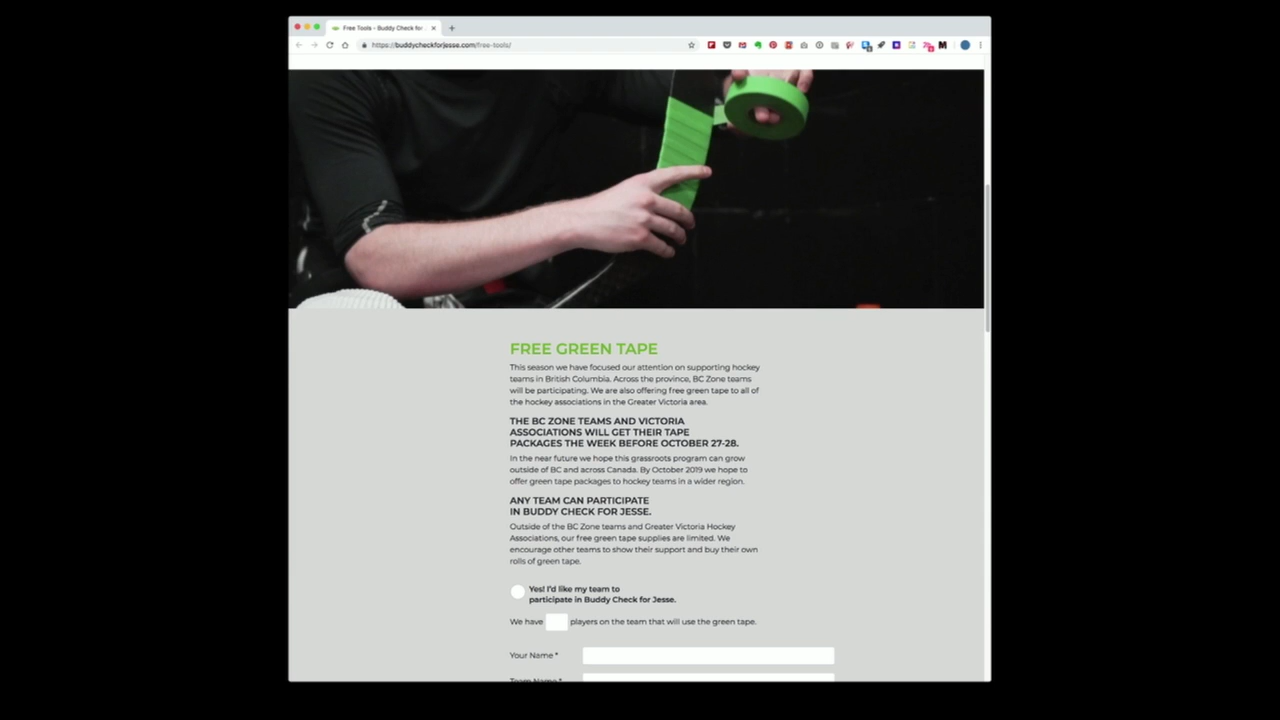 Free Tools - Buddy Check for
https://buddycheckforjesse.com/free-tools/
FREE GREEN TAPE
This season we have focused our attention on supporting hockey
teams in British Columbia. Across the province, BC Zone teams
will be participating. We are also offering free green tape to all of
the hockey associations in the Greater Victoria area.
THE BC ZONE TEAMS AND VICTORIA
ASSOCIATIONS WILL GET THEIR TAPE
PACKAGES THE WEEK BEFORE OCTOBER 27-28.
In the near future we hope this grassroots program can grow
outside of BC and across Canada. By October 2019 we hope to
offer green tape packages to hockey teams in a wider region.
ANY TEAM CAN PARTICIPATE
IN BUDDY CHECK FOR JESSE.
Outside of the BC Zone teams and Greater Victoria Hockey
Associations, our free green tape supplies are limited. We
encourage other teams to show their support and buy their own
rolls of green tape.
Yes! I'd like my team to
participate in Buddy Check for Jesse.
We have players on the team that will use the green tape.
Your Name *
Team Name *